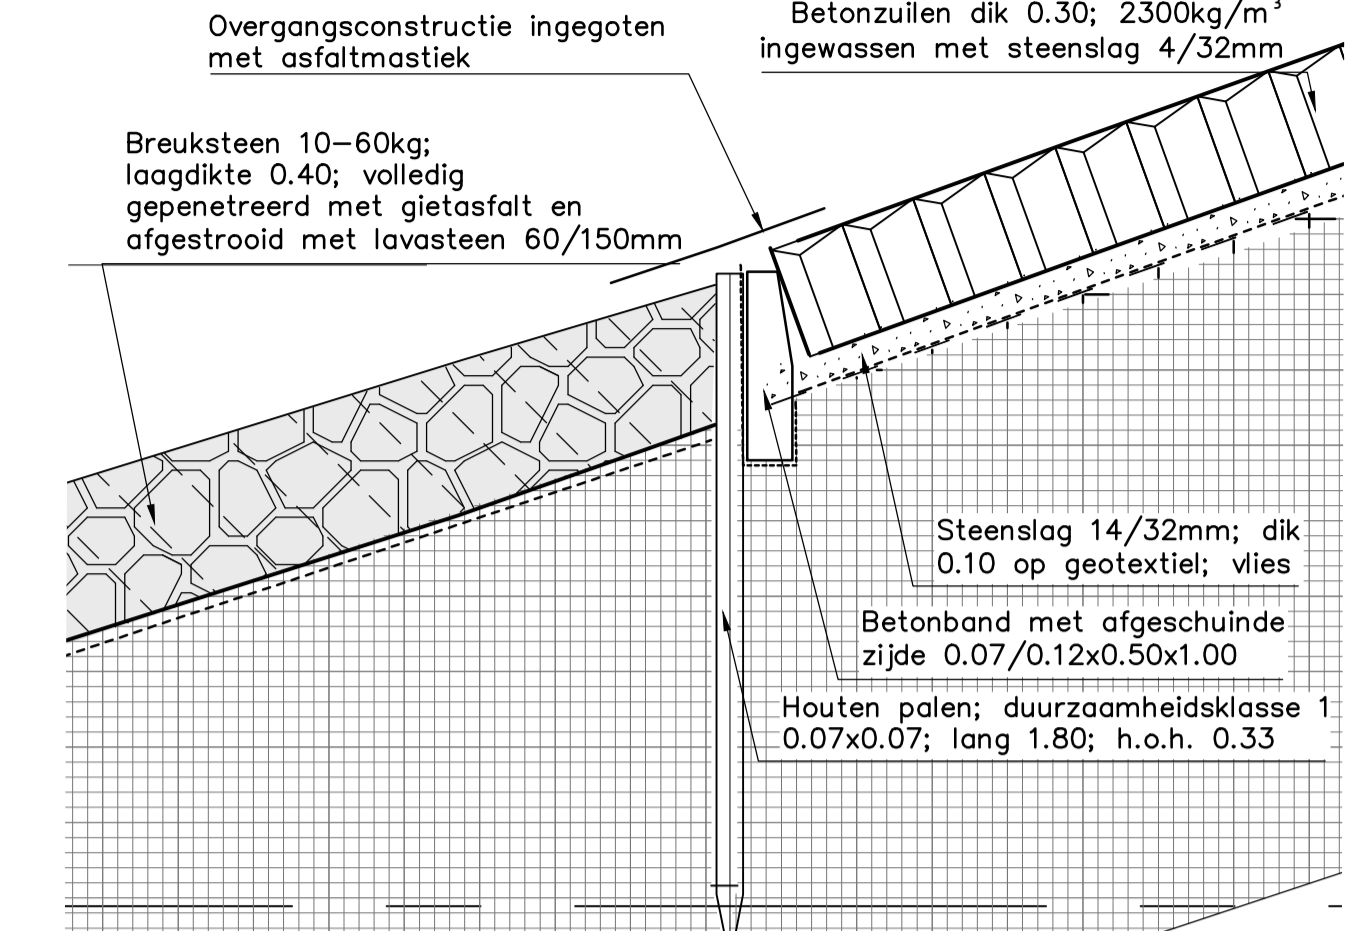 Overgangsconstructie ingegoten
met asfaltmastiek
Betonzuilen dik 0.30; 2300kg/m³
ingewassen met steenslag 4/32mm
Breuksteen 10-60kg;
laagdikte 0.40; volledig
gepenetreerd met gietasfalt en
afgestrooid met lavasteen 60/150mm
Steenslag 14/32mm; dik
0.10 op geotextiel; vlies
Betonband met afgeschuinde
zijde 0.07/0.12x0.50x1.00
Houten palen; duurzaamheidsklasse 1
0.07x0.07; lang 1.80; h.o.h. 0.33